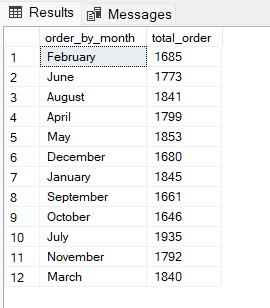 Results Messages
order_by_month total_order
1 February 1685
2 June 1773
3 August 1841
4 April 1799
5 May 1853
6 December 1680
7 January 1845
8 September 1661
9 October 1646
10 July 1935
11 November 1792
12 March 1840